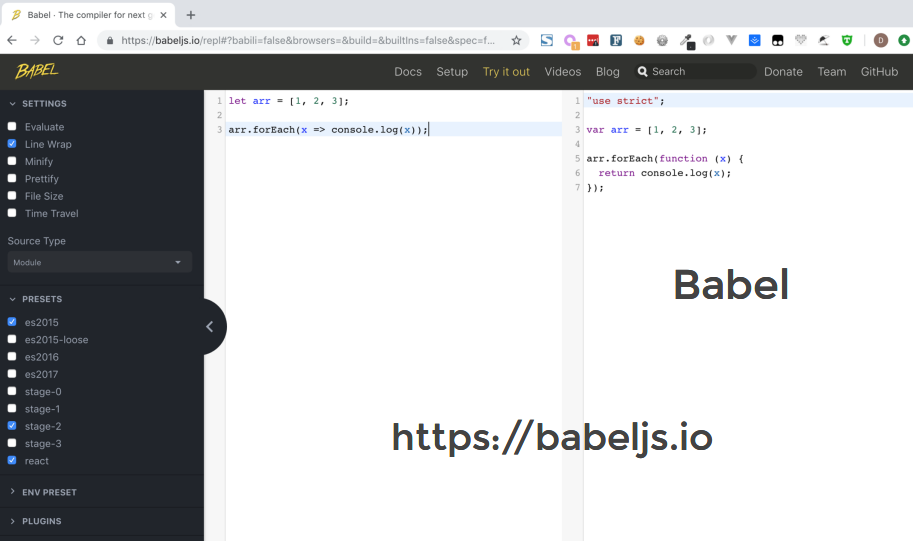 Babel · The compiler for next g
https://babeljs.io/repl#?babili=false&browsers=&build=&builtIns=false&spec=f...
BABEL
Docs Setup Try it out Videos Blog Search Donate Team GitHub
SETTINGS
Evaluate
Line Wrap
Minify
Prettify
File Size
Time Travel
Source Type
Module
PRESETS
es2015
es2015-loose
es2016
es2017
stage-0
stage-1
stage-2
stage-3
react
ENV PRESET
PLUGINS
1 let arr = [1, 2, 3];
2
3 arr.forEach(x => console.log(x));
1 "use strict";
2
3 var arr = [1, 2, 3];
4
5 arr.forEach(function (x) {
6 return console.log(x);
7 });
Babel
https://babeljs.io